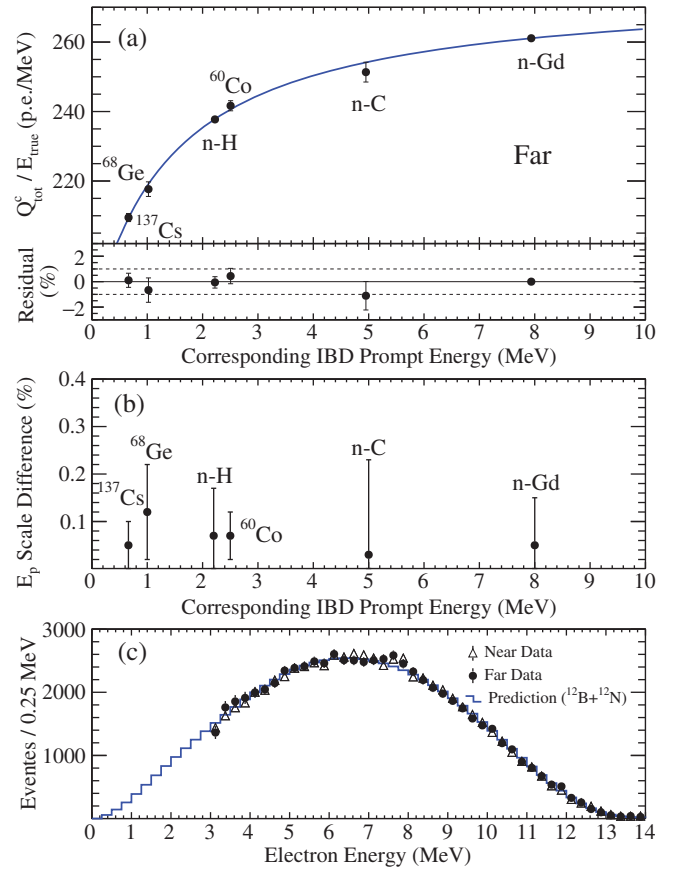 (a)
Far
Q^c_tot / E_true (p.e./MeV)
260
240
220
68Ge
137Cs
n-H
60Co
n-C
n-Gd
Residual (%)
2
0
−2
0 1 2 3 4 5 6 7 8 9 10
Corresponding IBD Prompt Energy (MeV)
(b)
E_p Scale Difference (%)
0.4
0.3
0.2
0.1
137Cs
68Ge
n-H
60Co
n-C
n-Gd
0 1 2 3 4 5 6 7 8 9 10
Corresponding IBD Prompt Energy (MeV)
(c)
Eventes / 0.25 MeV
3000
2000
1000
Near Data
Far Data
Prediction (12B+12N)
0 1 2 3 4 5 6 7 8 9 10 11 12 13 14
Electron Energy (MeV)